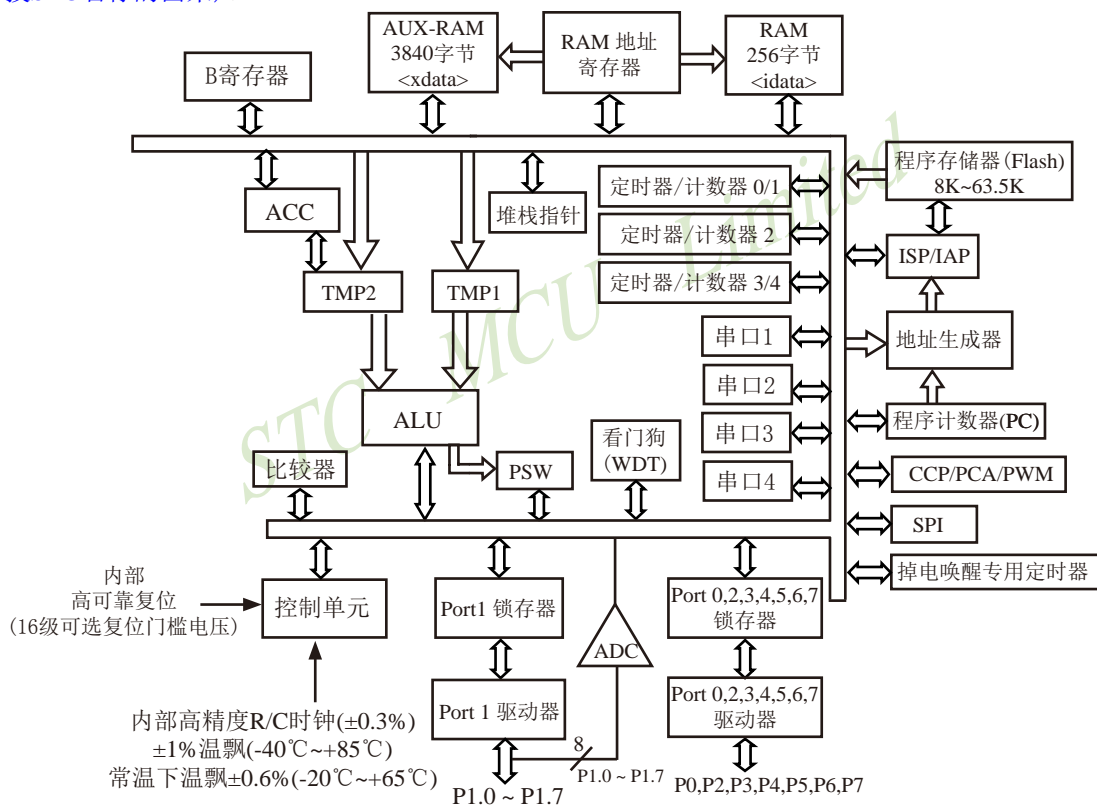 AUX-RAM
3840字节
<xdata>
RAM 地址
寄存器
RAM
256字节
<idata>
B寄存器
程序存储器(Flash)
8K~63.5K
定时器/计数器 0/1
ACC
堆栈指针
定时器/计数器 2
ISP/IAP
TMP2
TMP1
定时器/计数器 3/4
串口1
地址生成器
串口2
ALU
程序计数器(PC)
串口3
看门狗
(WDT)
比较器
PSW
串口4
CCP/PCA/PWM
SPI
掉电唤醒专用定时器
内部
高可靠复位
(16级可选复位门槛电压)
控制单元
Port1 锁存器
ADC
Port 0,2,3,4,5,6,7
锁存器
Port 1 驱动器
Port 0,2,3,4,5,6,7
驱动器
内部高精度R/C时钟(±0.3%)
±1%温飘(-40℃~+85℃)
常温下温飘±0.6%(-20℃~+65℃)
8
P1.0 ~ P1.7
P1.0 ~ P1.7
P0,P2,P3,P4,P5,P6,P7
STC MCU Limited